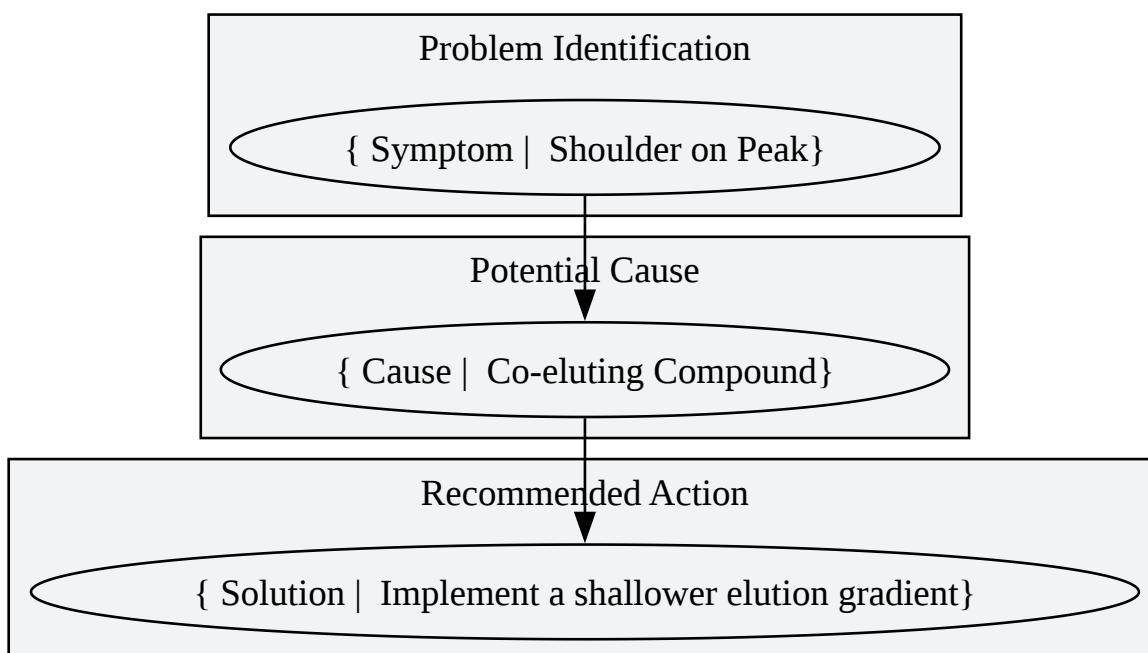 Problem Identification
{ Symptom | Shoulder on Peak}
Potential Cause
{ Cause | Co-eluting Compound}
Recommended Action
{ Solution | Implement a shallower elution gradient}